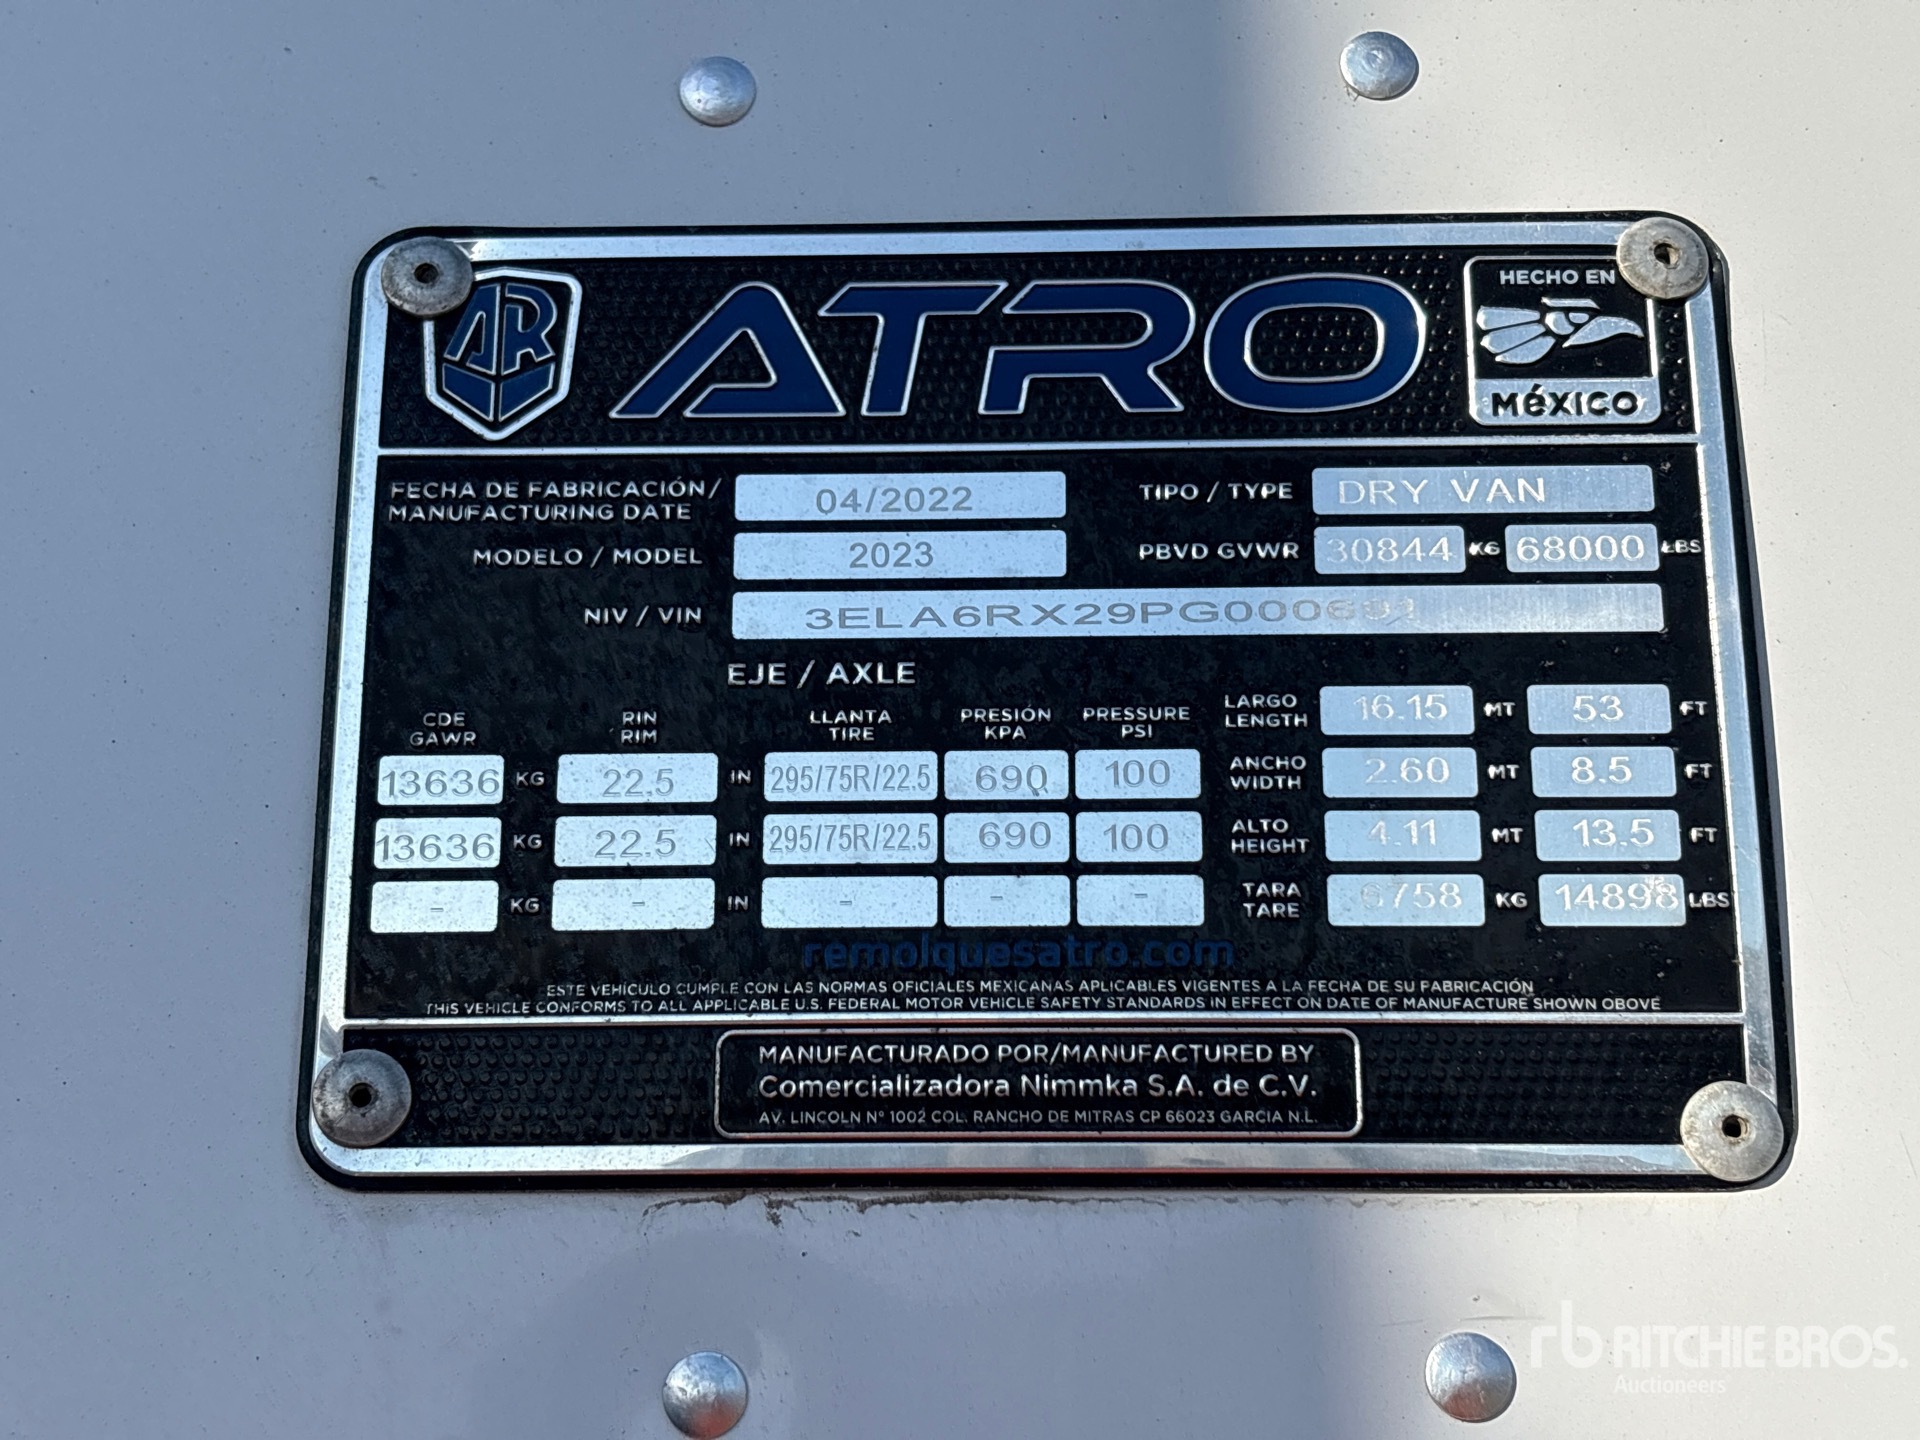 AR
ATRO
HECHO EN
MéXICO
FECHA DE FABRICACIÓN/ 04/2022 TIPO / TYPE DRY VAN
MANUFACTURING DATE
MODELO / MODEL 2023 PBVD GVWR 30844 KG 68000 LBS
NIV / VIN
EJE / AXLE
CDE RIN LLANTA PRESIÓN PRESSURE
GAWR RIM TIRE KPA PSI
LARGO
LENGTH 16.15 MT 53 FT
13636 KG 22.5 IN 295/75R/22.5 690 100
ANCHO
WIDTH 2.60 MT 8.5 FT
13636 KG 22.5 IN 295/75R/22.5 690 100
ALTO
HEIGHT 4.11 MT 13.5 FT
- KG - IN - - -
TARA
TARE 6758 KG 14898 LBS
remolquesatro.com
ESTE VEHÍCULO CUMPLE CON LAS NORMAS OFICIALES MEXICANAS APLICABLES VIGENTES A LA FECHA DE SU FABRICACIÓN
THIS VEHICLE CONFORMS TO ALL APPLICABLE U.S. FEDERAL MOTOR VEHICLE SAFETY STANDARDS IN EFFECT ON DATE OF MANUFACTURE SHOWN OBOVE
MANUFACTURADO POR/MANUFACTURED BY
Comercializadora Nimmka S.A. de C.V.
AV. LINCOLN N° 1002 COL. RANCHO DE MITRAS CP 66023 GARCIA N.L.
rb RITCHIE BROS.
Auctioneers